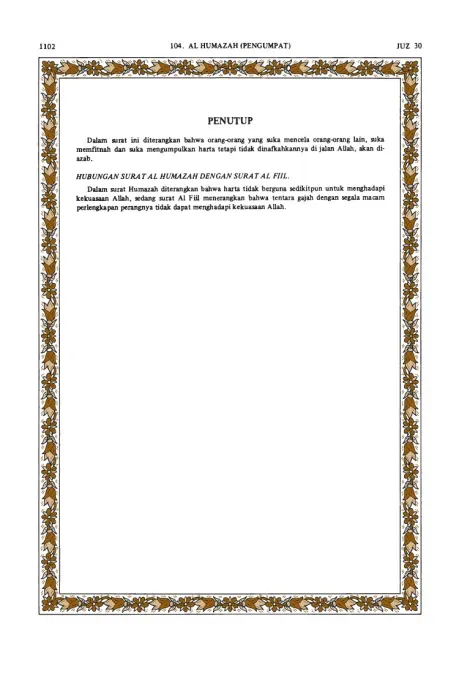 1102 104. AL HUMAZAH (PENGUMPAT) JUZ 30
PENUTUP
Dalam surat ini diterangkan bahwa orang-orang yang suka mencela orang-orang lain, suka
memfitnah dan suka mengumpulkan harta tetapi tidak dinafkahkannya di jalan Allah, akan di-
azab.
HUBUNGAN SURAT AL HUMAZAH DENGAN SURAT AL FIIL.
Dalam surat Humazah diterangkan bahwa harta tidak berguna sedikitpun untuk menghadapi
kekuasaan Allah, sedang surat Al Fiil menerangkan bahwa tentara gajah dengan segala macam
perlengkapan perangnya tidak dapat menghadapi kekuasaan Allah.